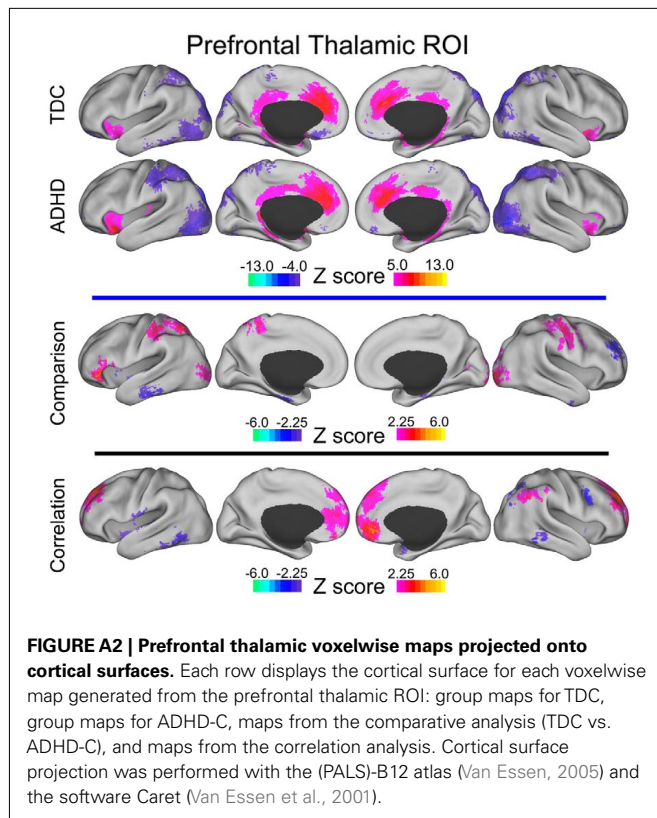 Prefrontal Thalamic ROI
TDC
ADHD
-13.0 -4.0 Z score 5.0 13.0
Comparison
-6.0 -2.25 Z score 2.25 6.0
Correlation
-6.0 -2.25 Z score 2.25 6.0
FIGURE A2 | Prefrontal thalamic voxelwise maps projected onto
cortical surfaces. Each row displays the cortical surface for each voxelwise
map generated from the prefrontal thalamic ROI: group maps for TDC,
group maps for ADHD-C, maps from the comparative analysis (TDC vs.
ADHD-C), and maps from the correlation analysis. Cortical surface
projection was performed with the (PALS)-B12 atlas (Van Essen, 2005) and
the software Caret (Van Essen et al., 2001).